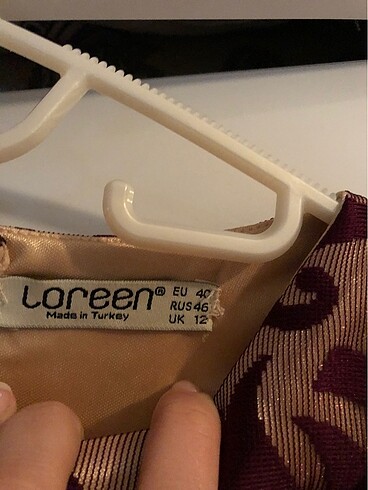 Loreen®
Made in Turkey
EU 40
RUS 46
UK 12